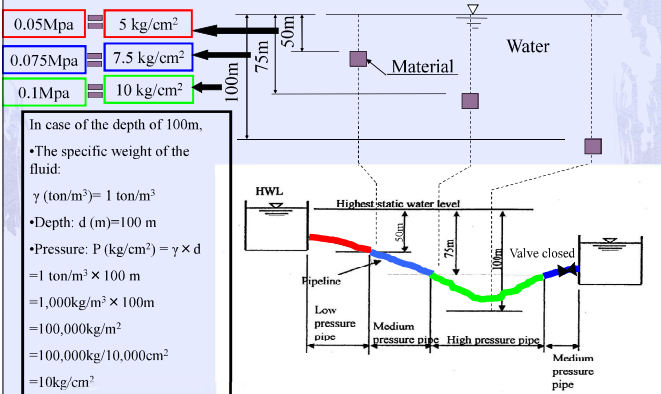 0.05Mpa = 5 kg/cm²
0.075Mpa = 7.5 kg/cm²
0.1Mpa = 10 kg/cm²
100m
75m
50m
Water
Material
In case of the depth of 100m,
•The specific weight of the
fluid:
γ (ton/m³)= 1 ton/m³
•Depth: d (m)=100 m
•Pressure: P (kg/cm²) = γ × d
=1 ton/m³ × 100 m
=1,000kg/m³ × 100m
=100,000kg/m²
=100,000kg/10,000cm²
=10kg/cm²
HWL
Highest static water level
50m
75m
100m
Valve closed
Pipeline
Low
pressure
pipe
Medium
pressure pipe
High pressure pipe
Medium
pressure
pipe